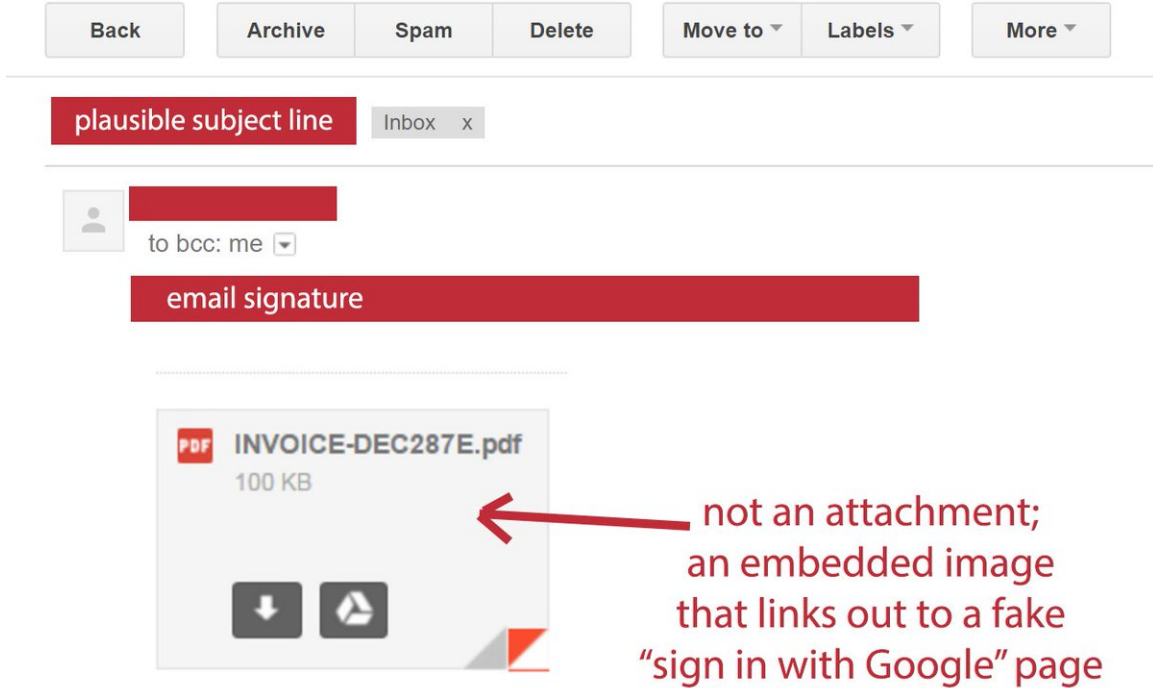 Back Archive Spam Delete Move to Labels More
plausible subject line Inbox x
to bcc: me
email signature
PDF INVOICE-DEC287E.pdf
100 KB
not an attachment;
an embedded image
that links out to a fake
“sign in with Google” page